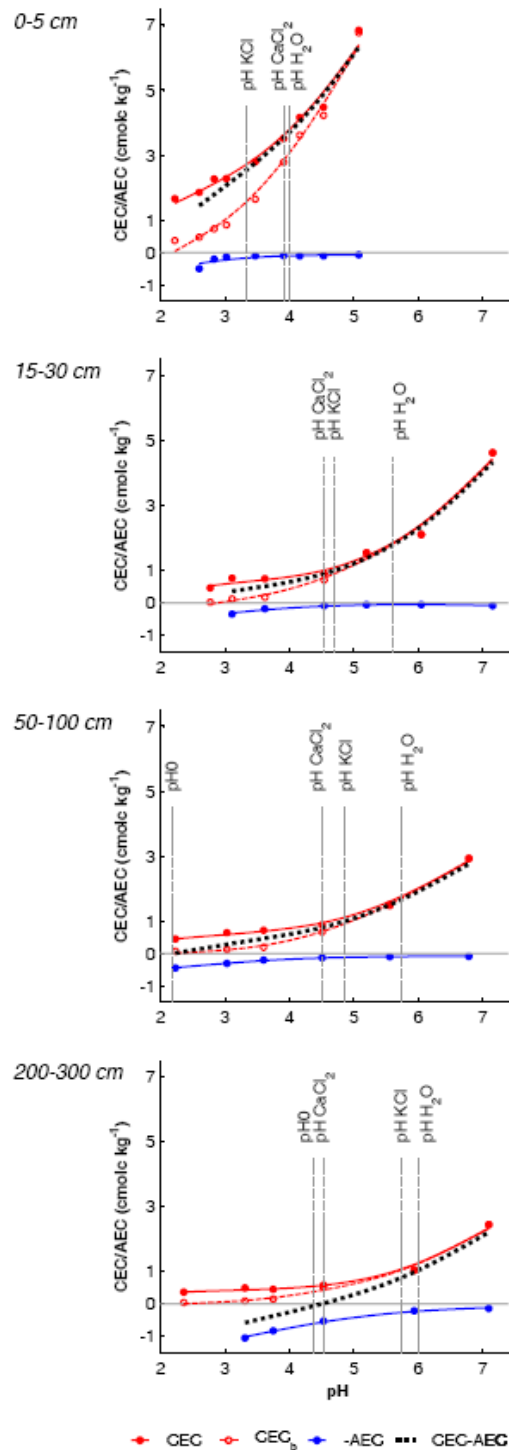 0-5 cm
7
5
3
1
0
-1
CEC/AEC (cmolc kg-1)
pH KCl
pH CaCl2
pH H2O
2 3 4 5 6 7
15-30 cm
7
5
3
1
0
-1
CEC/AEC (cmolc kg-1)
pH CaCl2
pH KCl
pH H2O
2 3 4 5 6 7
50-100 cm
7
5
3
1
0
-1
CEC/AEC (cmolc kg-1)
pH0
pH CaCl2
pH KCl
pH H2O
2 3 4 5 6 7
200-300 cm
7
5
3
1
0
-1
CEC/AEC (cmolc kg-1)
pH0
pH CaCl2
pH KCl
pH H2O
2 3 4 5 6 7
pH
CEC CECb -AEC CEC-AEC